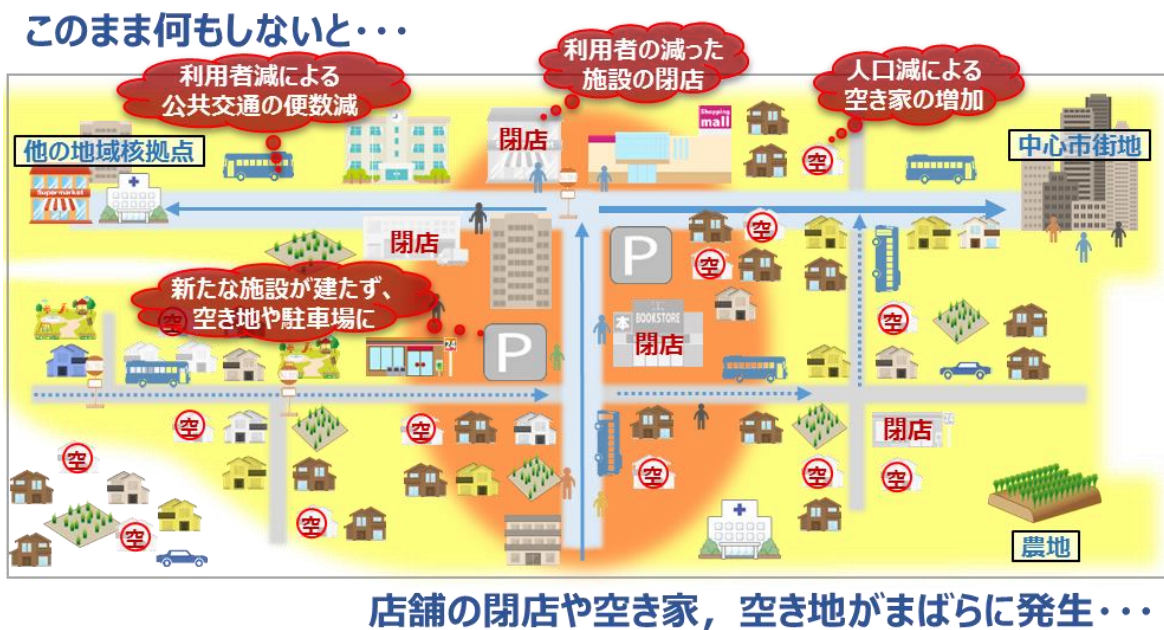 このまま何もしないと・・・
利用者減による
公共交通の便数減
利用者の減った
施設の閉店
人口減による
空き家の増加
他の地域核拠点
閉店
Shopping
mall
空
中心市街地
Supermarket
閉店
P
空
空
新たな施設が建たず、
空き地や駐車場に
空
24
P
本
BOOKSTORE
閉店
空
空
空
閉店
空
空
空
空
空
空
農地
店舗の閉店や空き家，空き地がまばらに発生・・・